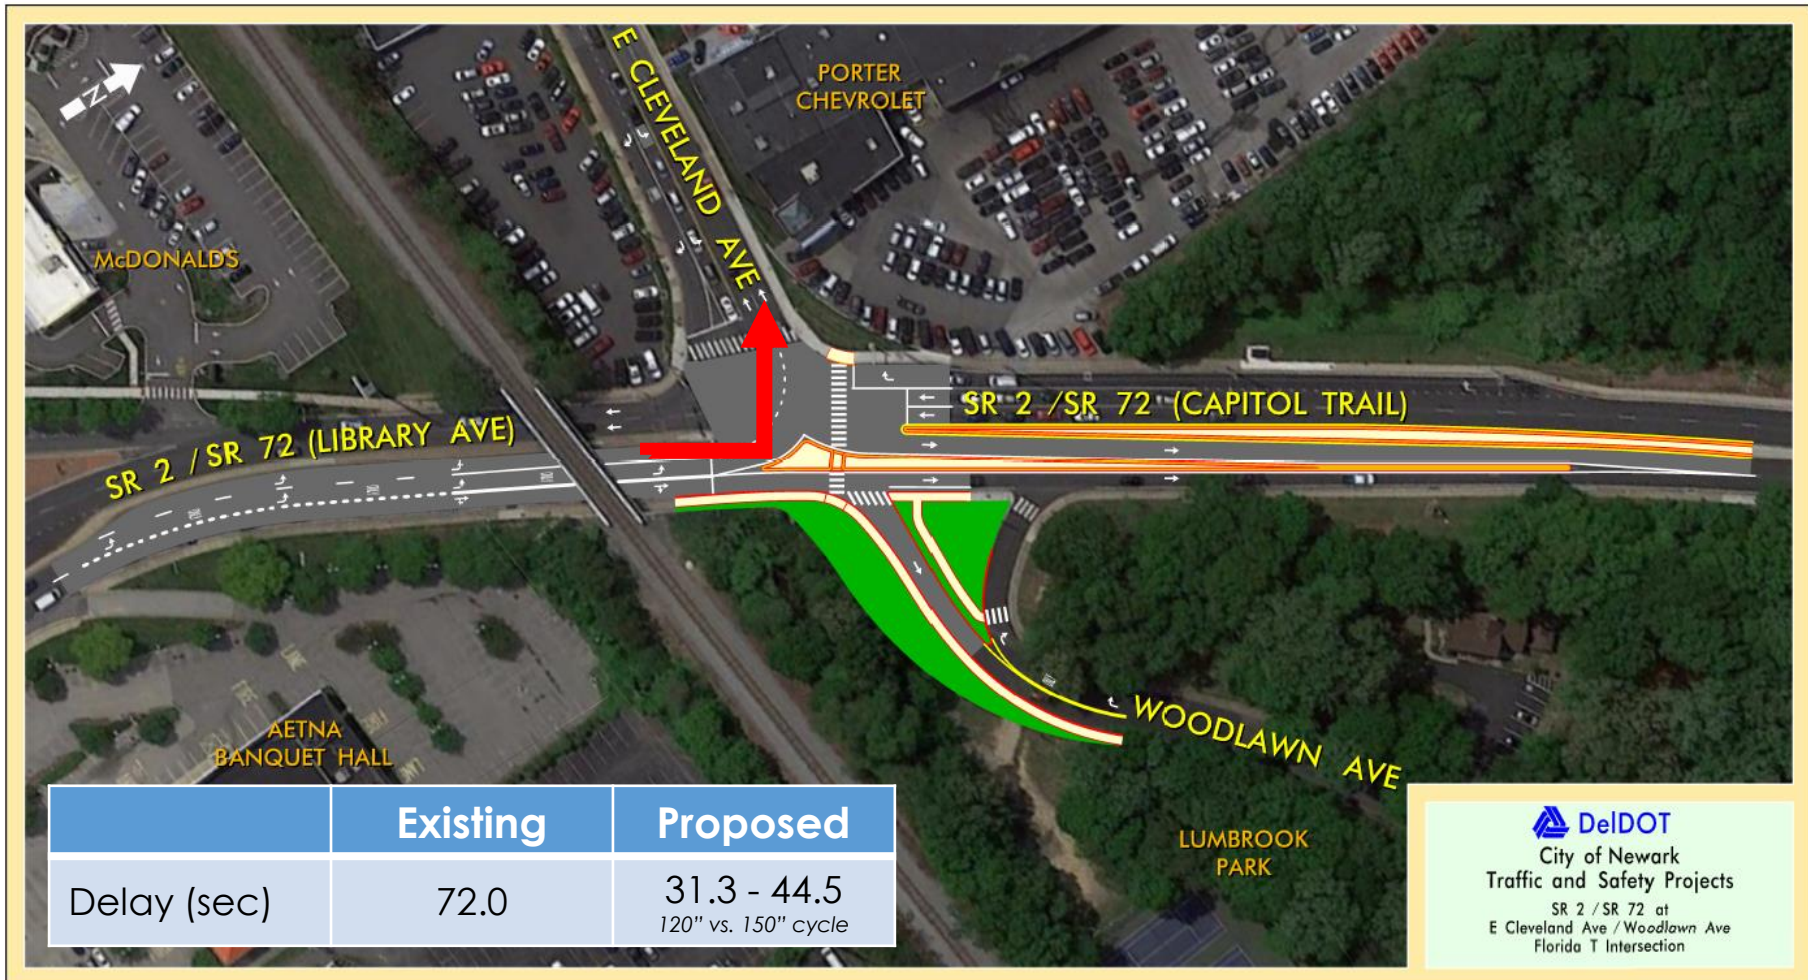 N
E CLEVELAND AVE
PORTER
CHEVROLET
McDONALDS
SR 2 / SR 72 (LIBRARY AVE)
SR 2 / SR 72 (CAPITOL TRAIL)
WOODLAWN AVE
AETNA
BANQUET HALL
LUMBROOK
PARK
Existing
Proposed
Delay (sec)
72.0
31.3 - 44.5
120” vs. 150” cycle
DelDOT
City of Newark
Traffic and Safety Projects
SR 2 / SR 72 at
E Cleveland Ave / Woodlawn Ave
Florida T Intersection